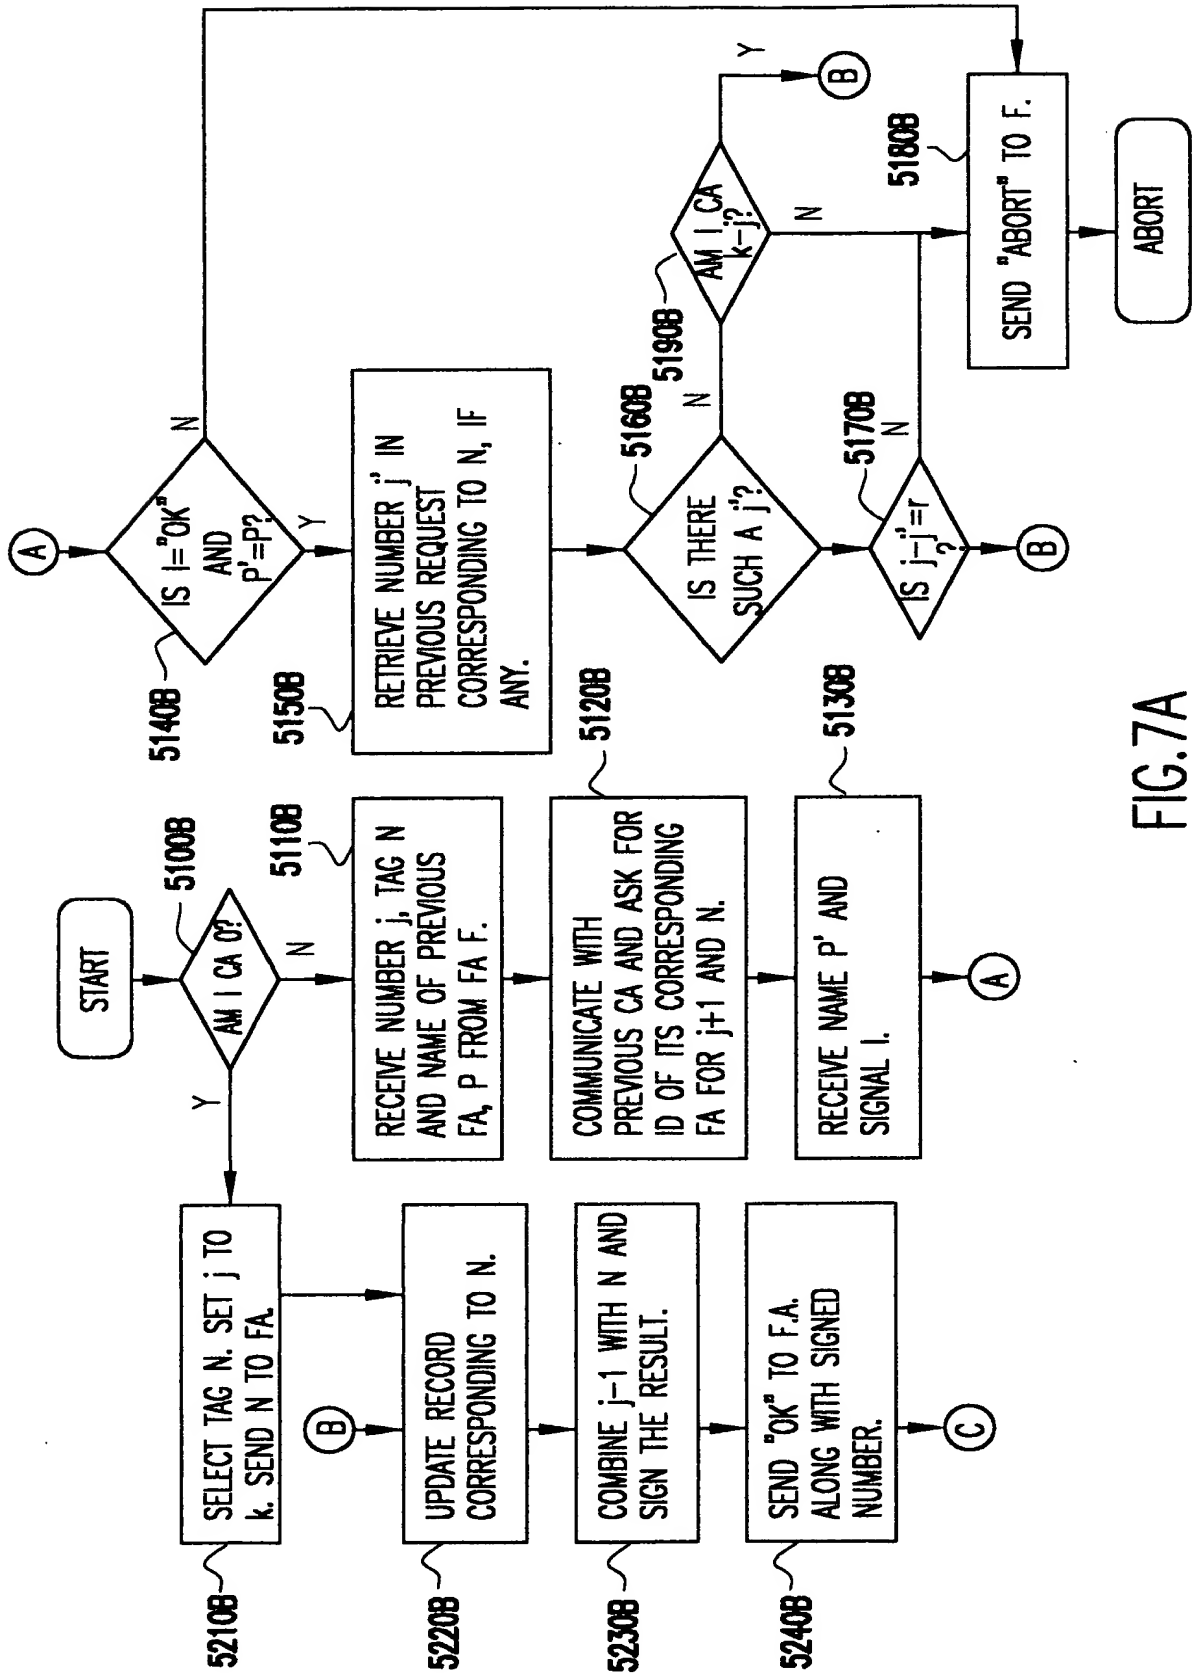 START
AM I CA 0?
5100B
Y
N
SELECT TAG N. SET j TO
k. SEND N TO FA.
5210B
B
UPDATE RECORD
CORRESPONDING TO N.
5220B
COMBINE j-1 WITH N AND
SIGN THE RESULT.
5230B
SEND "OK" TO F.A.
ALONG WITH SIGNED
NUMBER.
5240B
C
RECEIVE NUMBER j, TAG N
AND NAME OF PREVIOUS
FA, P FROM FA F.
5110B
COMMUNICATE WITH
PREVIOUS CA AND ASK FOR
ID OF ITS CORRESPONDING
FA FOR j+1 AND N.
5120B
RECEIVE NAME P' AND
SIGNAL I.
5130B
A
A
IS I="OK"
AND
P'=P?
5140B
N
Y
RETRIEVE NUMBER j' IN
PREVIOUS REQUEST
CORRESPONDING TO N, IF
ANY.
5150B
IS THERE
SUCH A j'?
5160B
N
AM I CA
k-j?
5190B
Y
B
N
IS j-j'=r
?
5170B
N
B
SEND "ABORT" TO F.
5180B
ABORT
FIG.7A